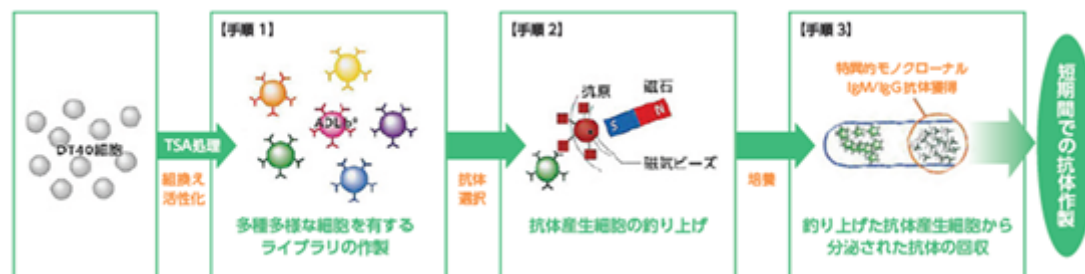 DT40細胞
TSA処理
組換え
活性化
【手順 1】
ADLib®
多種多様な細胞を有する
ライブラリの作製
抗体
選択
【手順 2】
抗原
磁石
S
N
磁気ビーズ
抗体産生細胞の釣り上げ
培養
【手順 3】
特異的モノクローナル
IgM/IgG 抗体獲得
釣り上げた抗体産生細胞から
分泌された抗体の回収
短期間での抗体作製